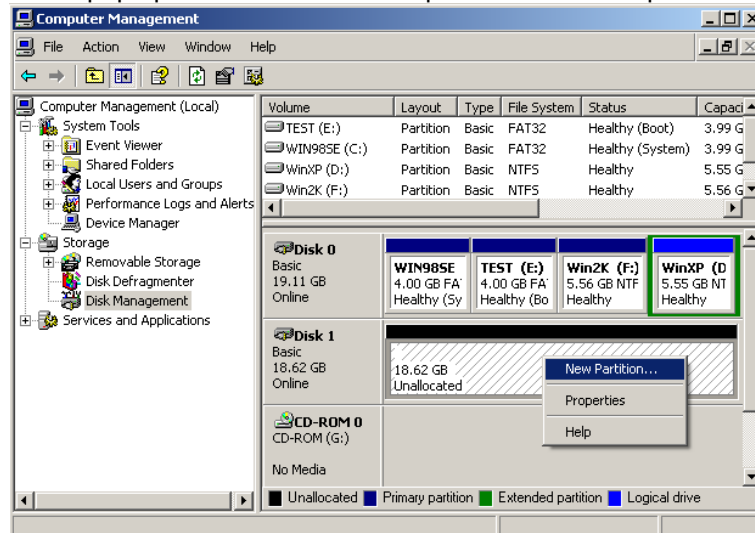 Computer Management
File Action View Window Help
Computer Management (Local)
System Tools
Event Viewer
Shared Folders
Local Users and Groups
Performance Logs and Alerts
Device Manager
Storage
Removable Storage
Disk Defragmenter
Disk Management
Services and Applications
Volume Layout Type File System Status Capaci
TEST (E:) Partition Basic FAT32 Healthy (Boot) 3.99 G
WIN98SE (C:) Partition Basic FAT32 Healthy (System) 3.99 G
WinXP (D:) Partition Basic NTFS Healthy 5.55 G
Win2K (F:) Partition Basic NTFS Healthy 5.56 G
Disk 0
Basic
19.11 GB
Online
WIN98SE
4.00 GB FA
Healthy (Sy
TEST (E:)
4.00 GB FA
Healthy (Bo
Win2K (F:)
5.56 GB NTF
Healthy
WinXP (D
5.55 GB NT
Healthy
Disk 1
Basic
18.62 GB
Online
18.62 GB
Unallocated
New Partition...
Properties
Help
CD-ROM 0
CD-ROM (G:)
No Media
Unallocated Primary partition Extended partition Logical drive